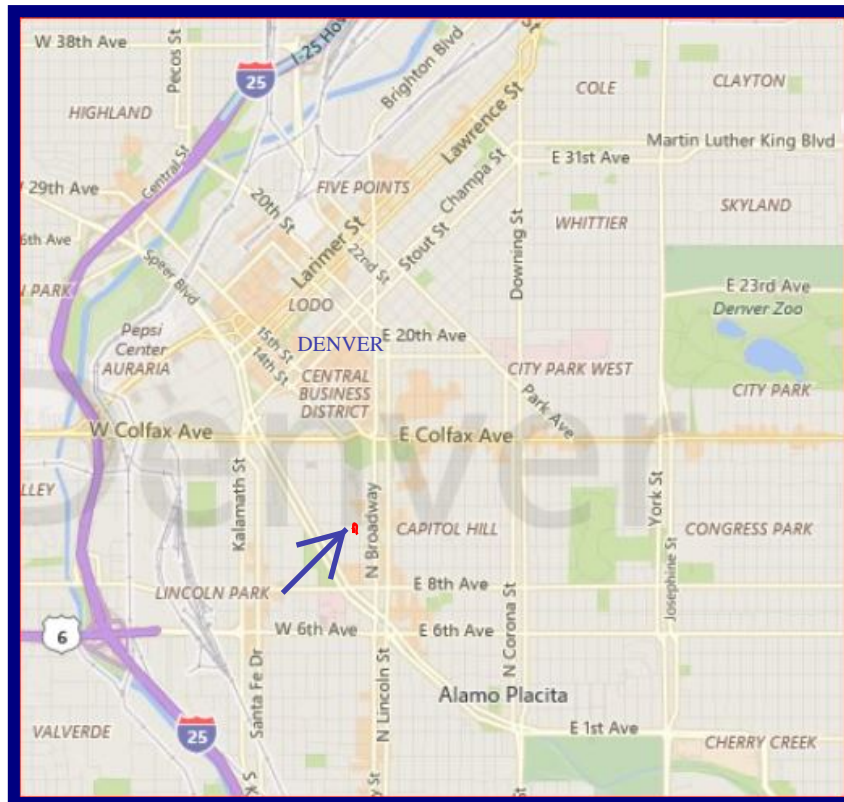 W 38th Ave
Pecos St
25
I-25 Hov
St
Brighton Blvd
COLE
CLAYTON
HIGHLAND
Lawrence St
Martin Luther King Blvd
E 31st Ave
Central St
W 29th Ave
20th St
FIVE POINTS
Champa St
SKYLAND
WHITTIER
6th Ave
Speer Blvd
Larimer St
22nd St
Stout St
Downing St
N PARK
E 23rd Ave
Denver Zoo
LODO
Pepsi
Center
AURARIA
15th St
14th St
DENVER
E 20th Ave
CENTRAL
BUSINESS
DISTRICT
CITY PARK WEST
Park Ave
CITY PARK
Denver
W Colfax Ave
E Colfax Ave
LLEY
Kalamath St
N Broadway
CAPITOL HILL
York St
CONGRESS PARK
LINCOLN PARK
E 8th Ave
Josephine St
6
W 6th Ave
E 6th Ave
N Corona St
Santa Fe Dr
N Lincoln St
Alamo Placita
VALVERDE
25
E 1st Ave
CHERRY CREEK
S K
y St
St